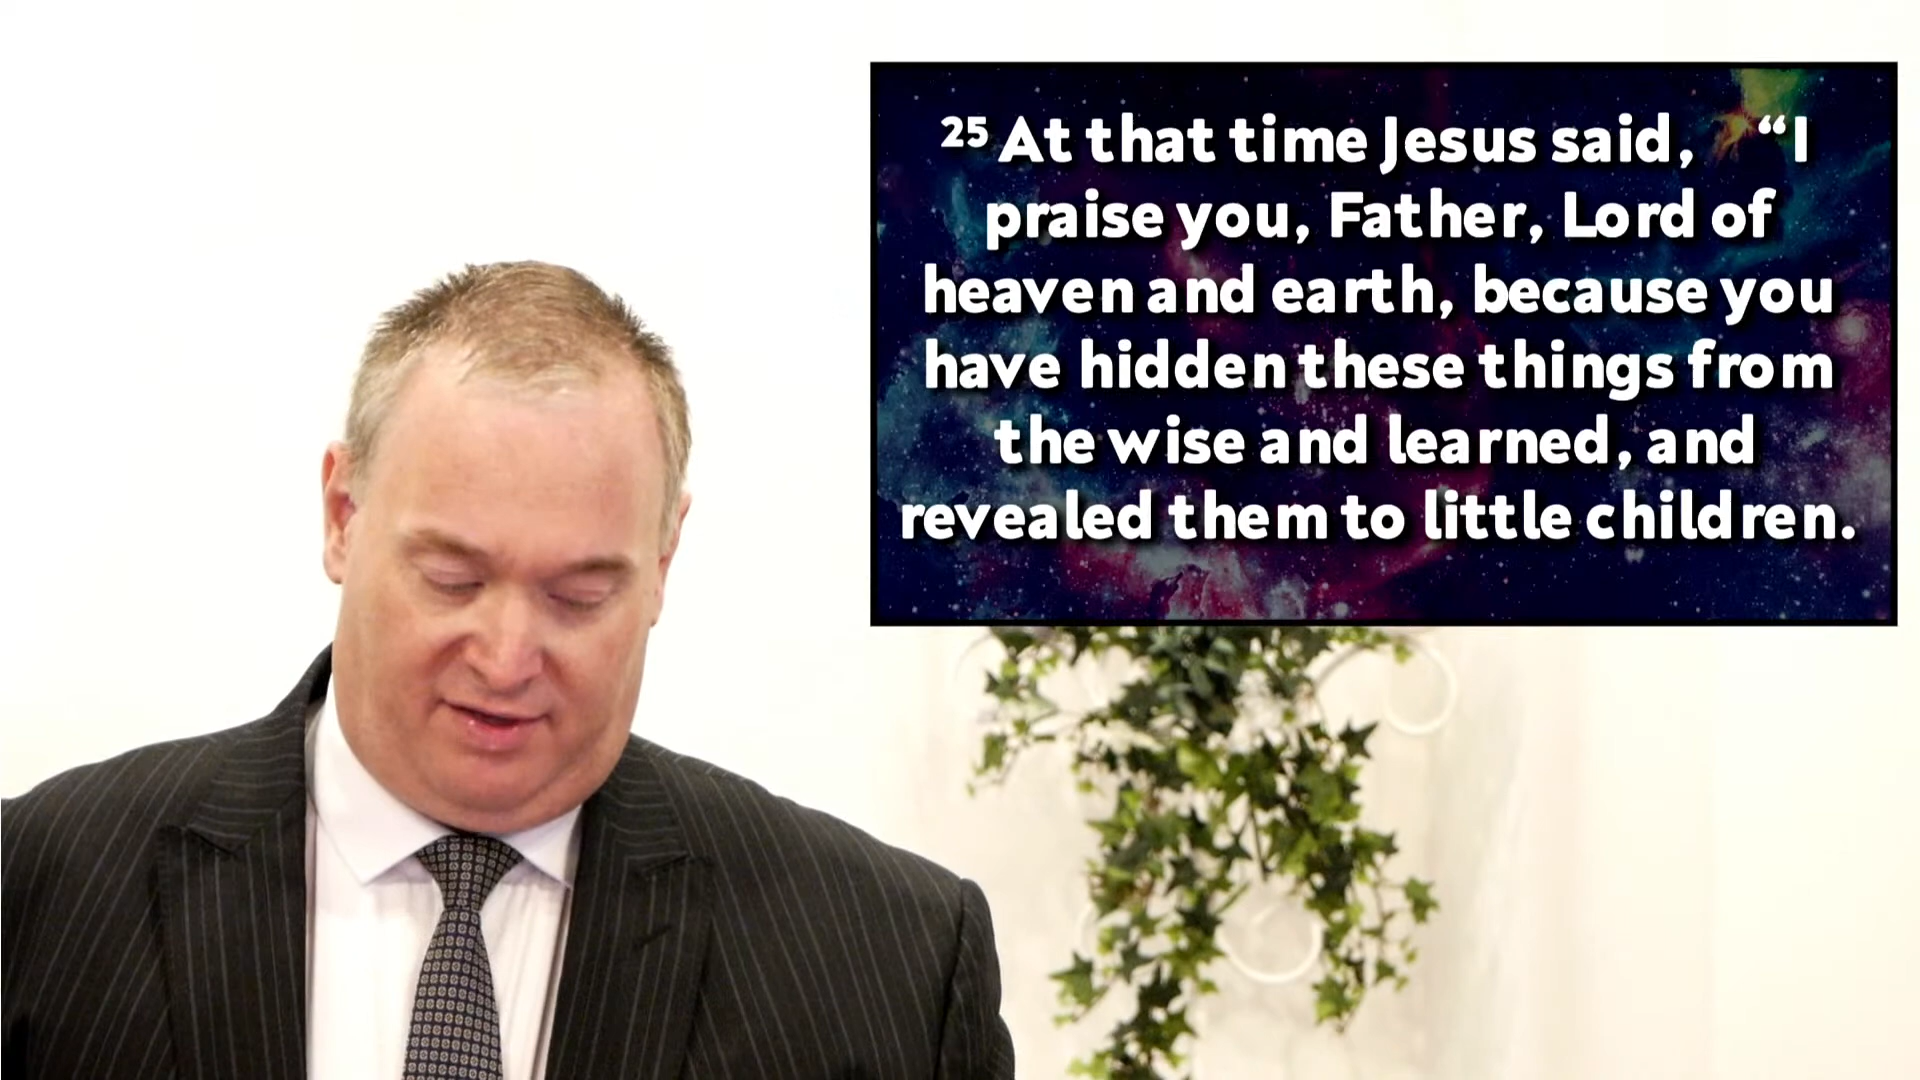 ²⁵ At that time Jesus said, “I
praise you, Father, Lord of
heaven and earth, because you
have hidden these things from
the wise and learned, and
revealed them to little children.